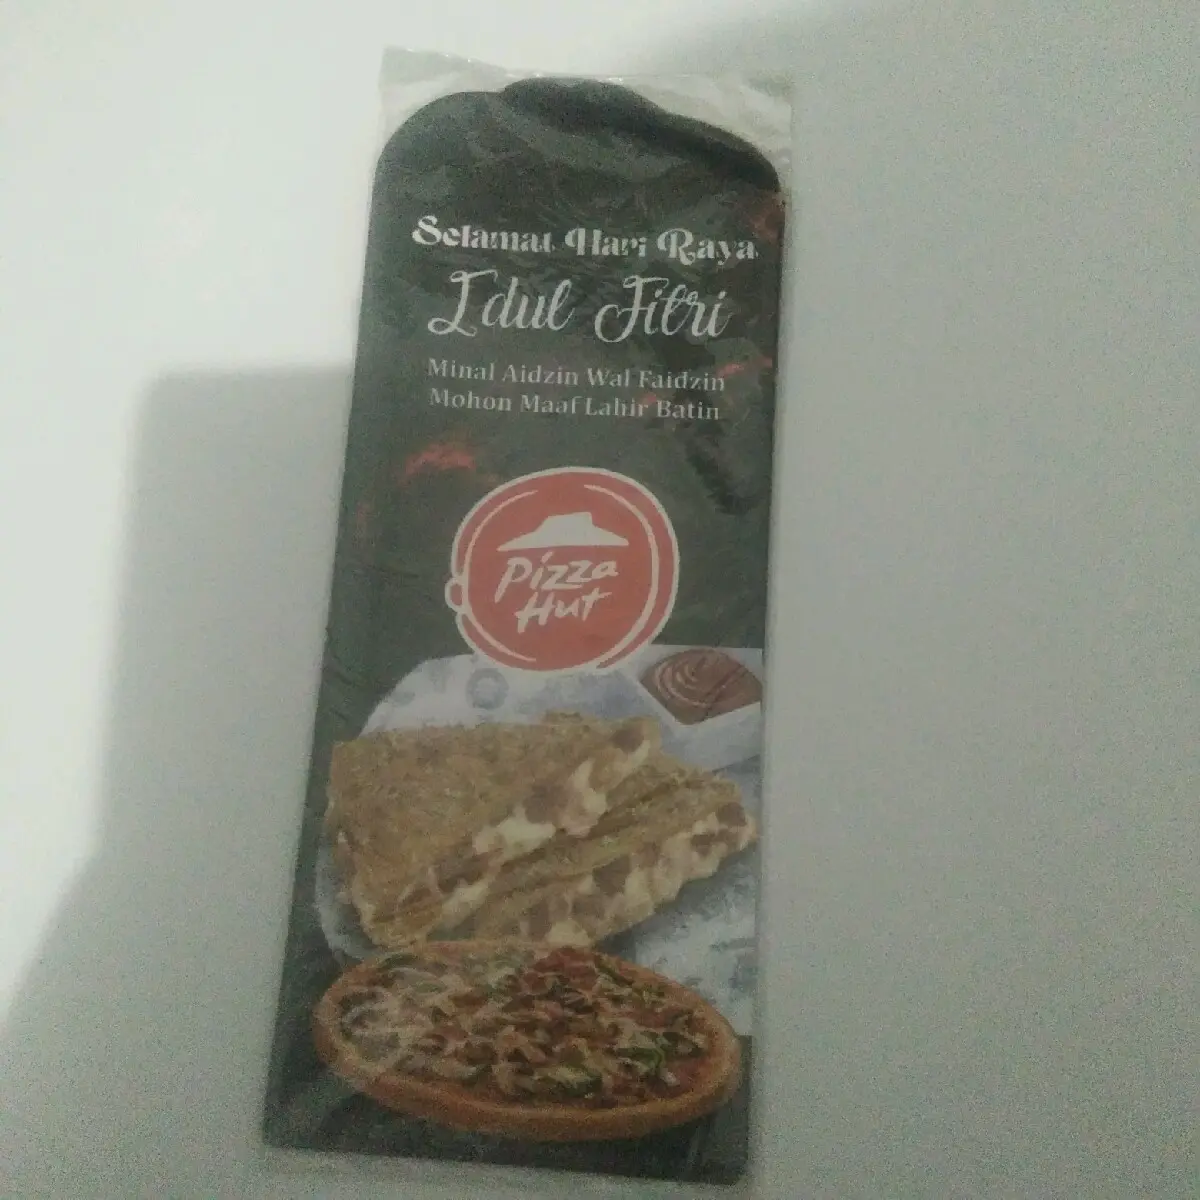 Selamat Hari Raya
Idul Fitri
Minal Aidzin Wal Faidzin
Mohon Maaf Lahir Batin
Pizza
Hut